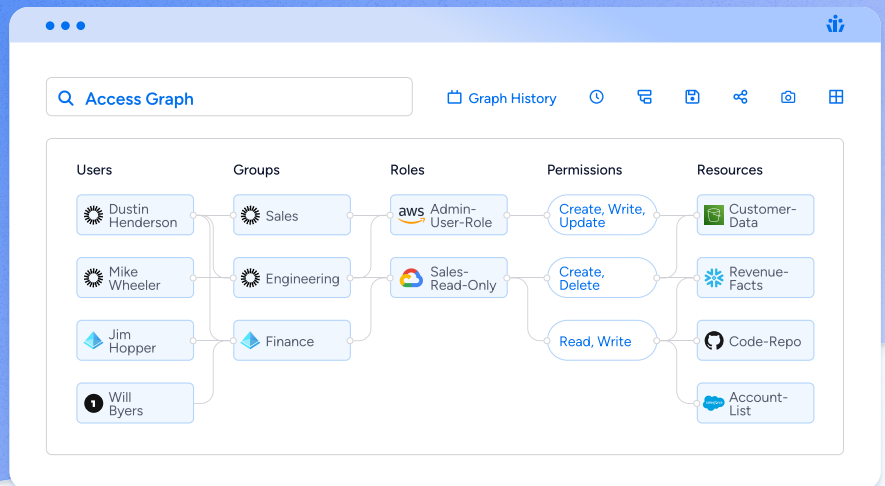 Access Graph
Graph History
Users
Groups
Roles
Permissions
Resources
Dustin
Henderson
Sales
aws
Admin-
User-Role
Create, Write,
Update
Customer-
Data
Mike
Wheeler
Engineering
Sales-
Read-Only
Create,
Delete
Revenue-
Facts
Jim
Hopper
Finance
Read, Write
Code-Repo
1
Will
Byers
Account-
List